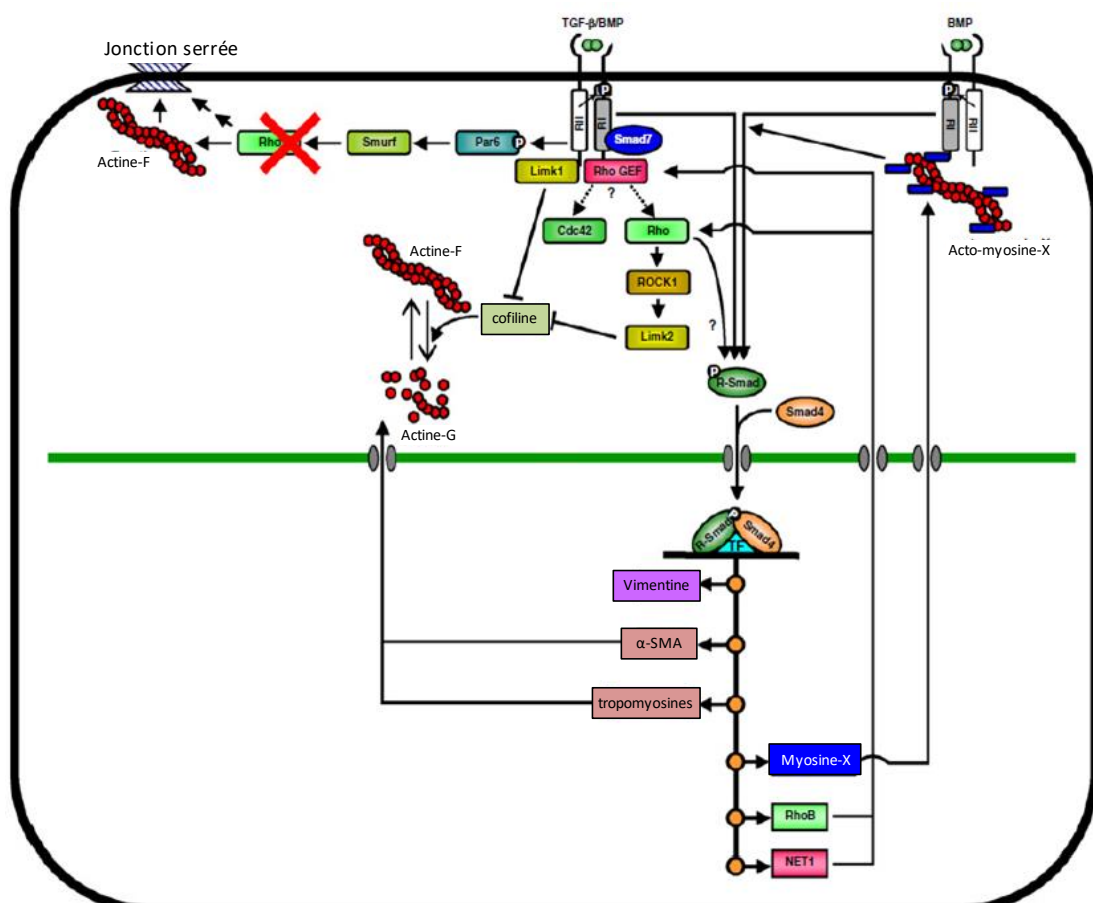 TGF-β/BMP
BMP
Jonction serrée
P
P
RII
RI
RI
RII
Smad7
Actine-F
Rho
Smurf
Par6
P
Limk1
Rho GEF
?
Cdc42
Rho
Acto-myosine-X
Actine-F
ROCK1
cofiline
?
Limk2
P
R-Smad
Smad4
Actine-G
P
R-Smad
Smad4
TF
Vimentine
α-SMA
tropomyosines
Myosine-X
RhoB
NET1